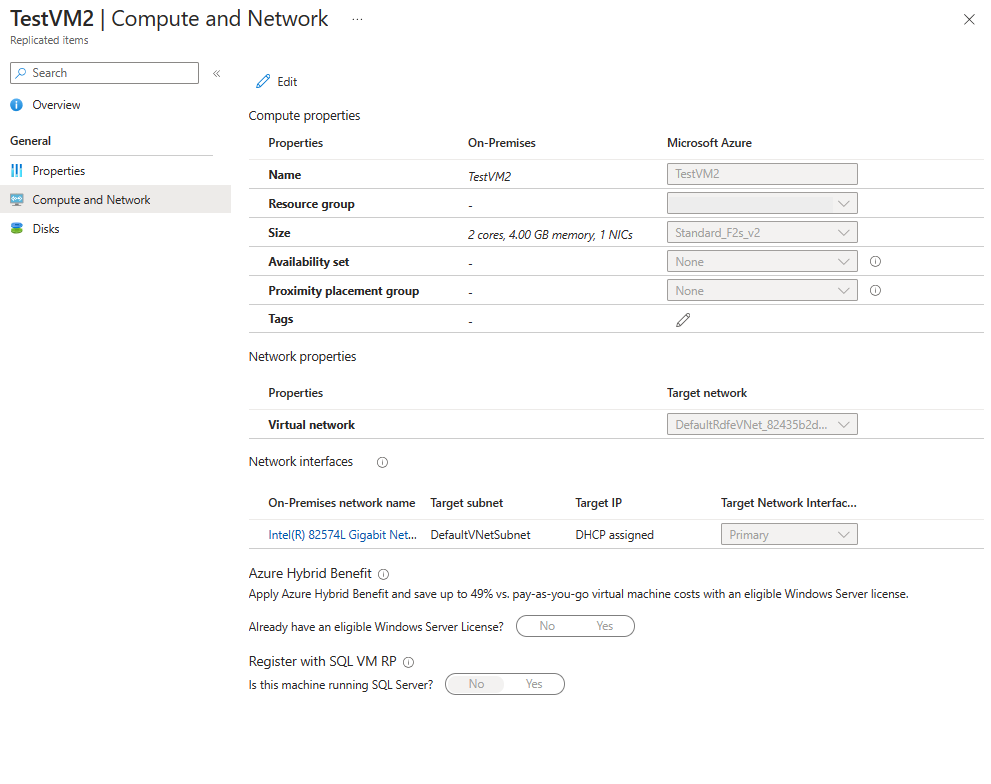 TestVM2 | Compute and Network ...
Replicated items
Search
«
Overview
General
Properties
Compute and Network
Disks
Edit
Compute properties
Properties On-Premises Microsoft Azure
Name TestVM2 TestVM2
Resource group -
Size 2 cores, 4.00 GB memory, 1 NICs Standard_F2s_v2
Availability set - None
Proximity placement group - None
Tags -
Network properties
Properties Target network
Virtual network DefaultRdfeVNet_82435b2d...
Network interfaces
On-Premises network name Target subnet Target IP Target Network Interfac...
Intel(R) 82574L Gigabit Net... DefaultVNetSubnet DHCP assigned Primary
Azure Hybrid Benefit
Apply Azure Hybrid Benefit and save up to 49% vs. pay-as-you-go virtual machine costs with an eligible Windows Server license.
Already have an eligible Windows Server License? No Yes
Register with SQL VM RP
Is this machine running SQL Server? No Yes